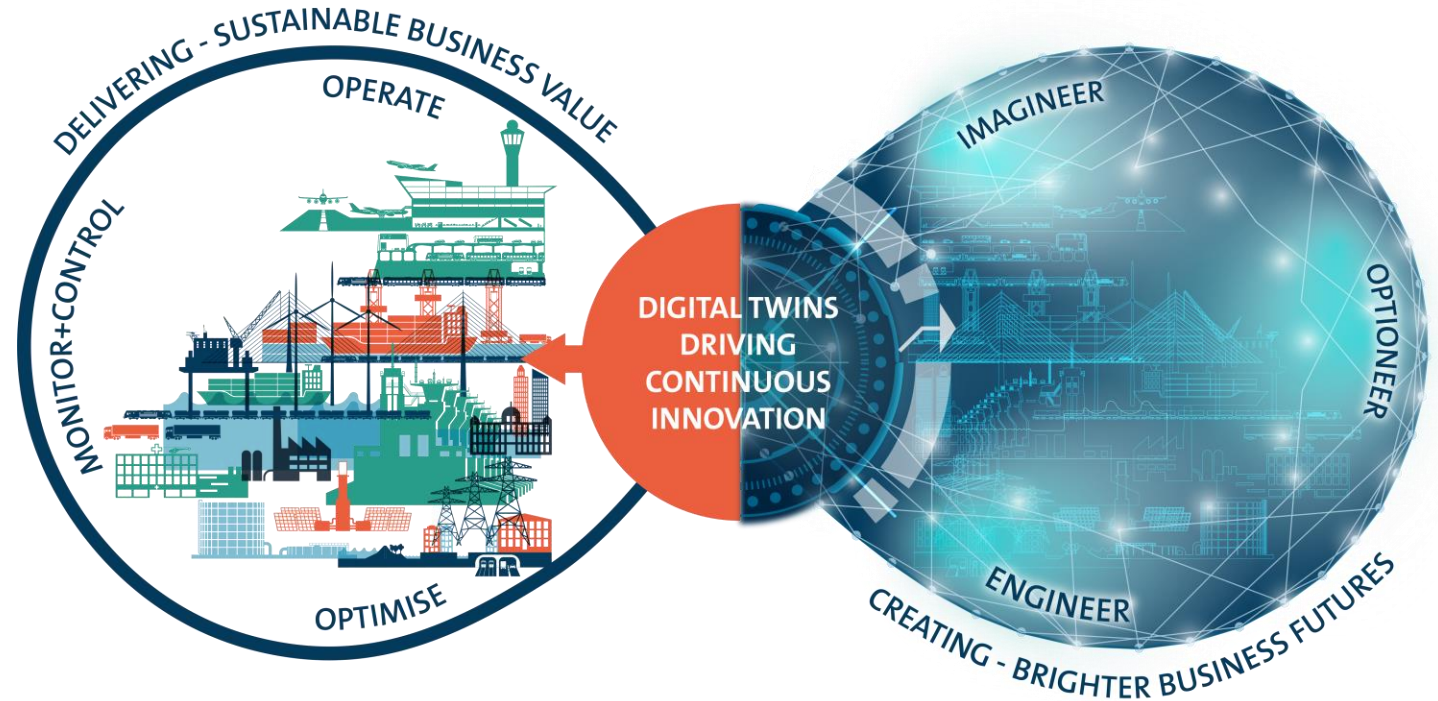 DELIVERING - SUSTAINABLE BUSINESS VALUE
OPERATE
MONITOR+CONTROL
OPTIMISE
DIGITAL TWINS
DRIVING
CONTINUOUS
INNOVATION
IMAGINEER
OPTIONEER
ENGINEER
CREATING - BRIGHTER BUSINESS FUTURES